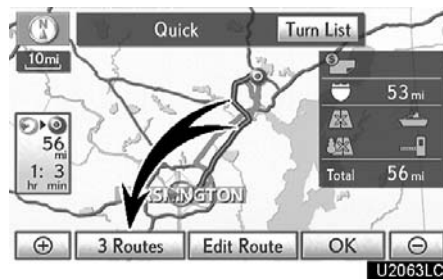 N
Quick
Turn List
10mi
$
53 mi
56
mi
1: 3
hr min
Total 56 mi
3 Routes
Edit Route
OK
U2063LC